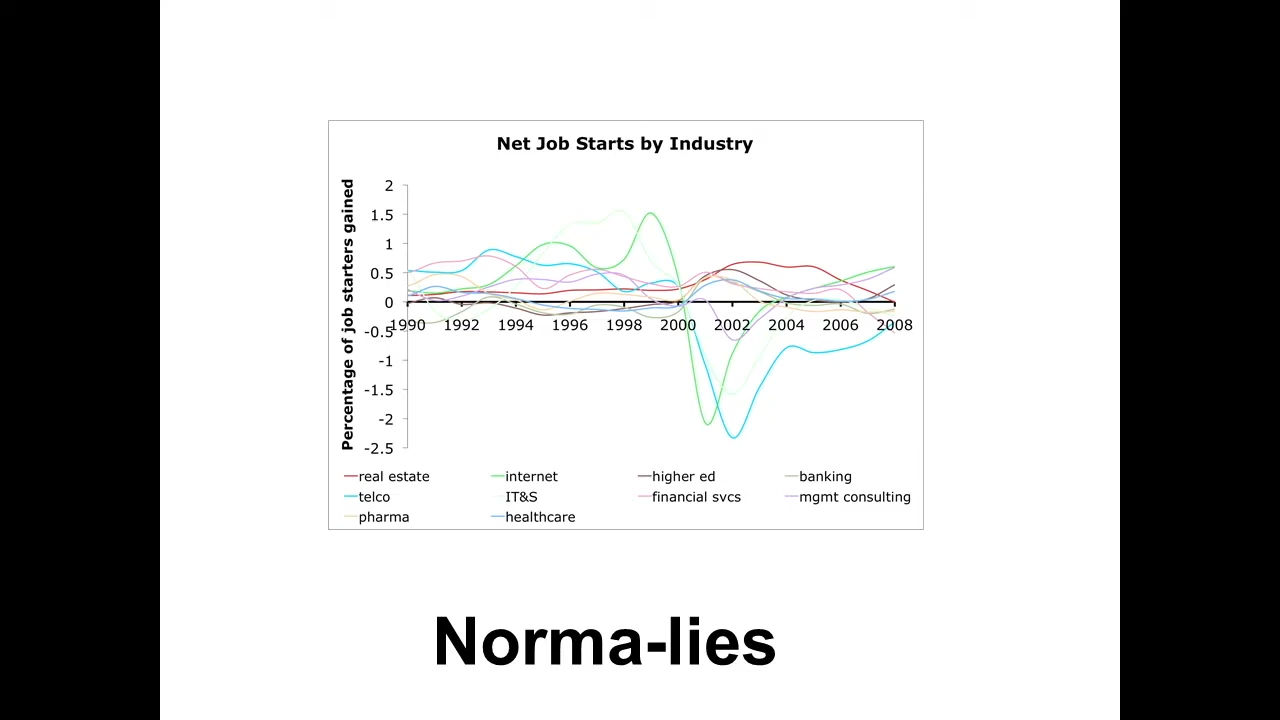 Net Job Starts by Industry
Percentage of job starters gained
2
1.5
1
0.5
0
-0.5
-1
-1.5
-2
-2.5
1990 1992 1994 1996 1998 2000 2002 2004 2006 2008
real estate internet higher ed banking
telco IT&S financial svcs mgmt consulting
pharma healthcare
Norma-lies